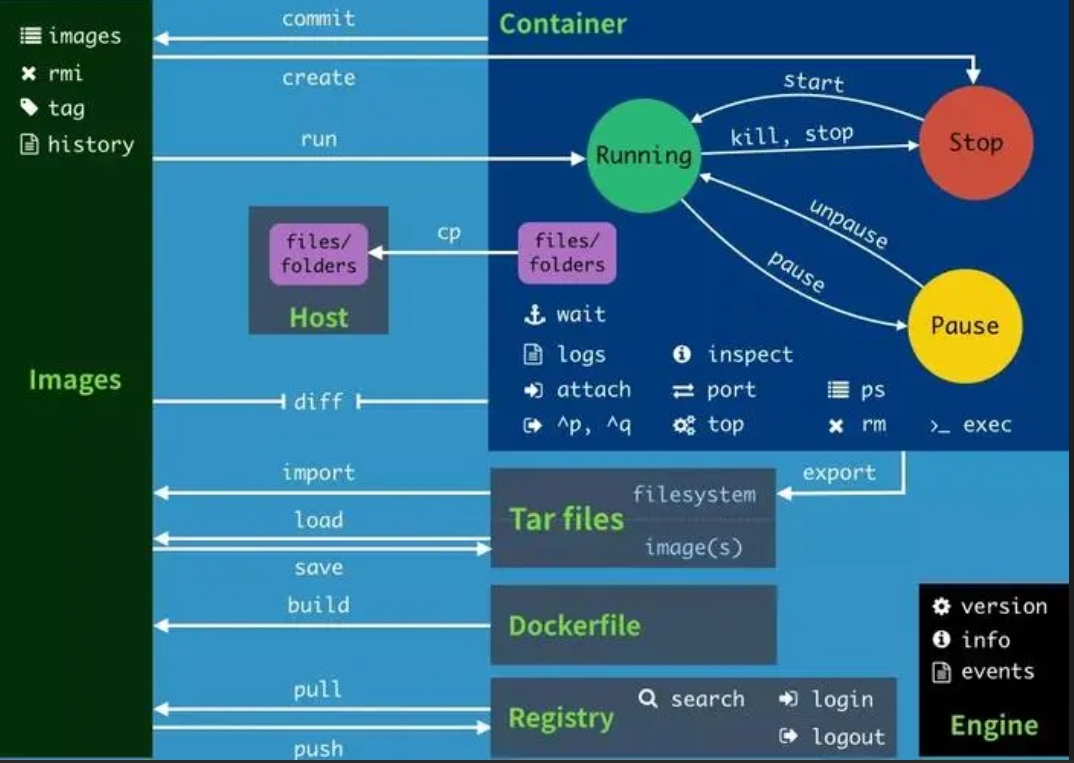 images
rmi
tag
history
Images
commit
create
run
cp
files/
folders
Host
diff
import
load
save
build
pull
push
Container
start
kill, stop
Running
Stop
unpause
pause
Pause
files/
folders
wait
logs
inspect
attach
port
ps
^p, ^q
top
rm
>_ exec
export
filesystem
Tar files
image(s)
Dockerfile
Registry
search
login
logout
version
info
events
Engine